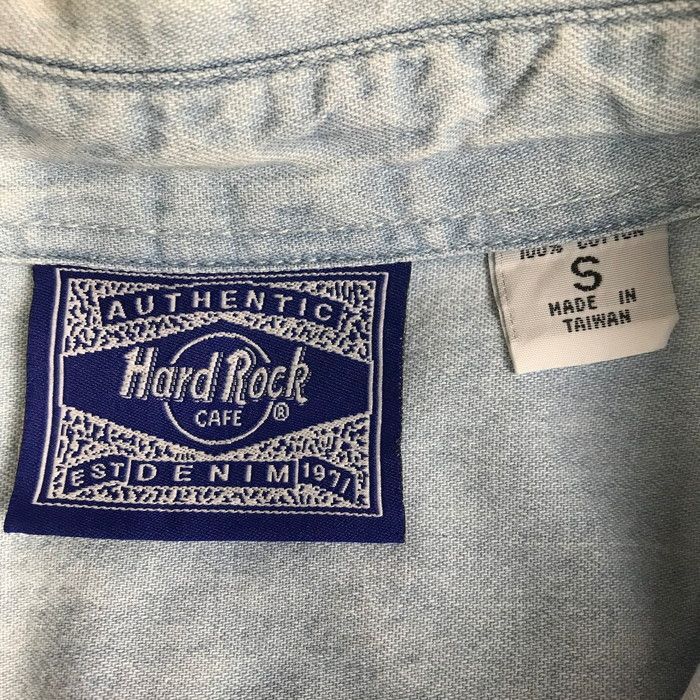 AUTHENTIC
Hard Rock
CAFE ®
EST DENIM 1971
100% COTTON
S
MADE IN
TAIWAN